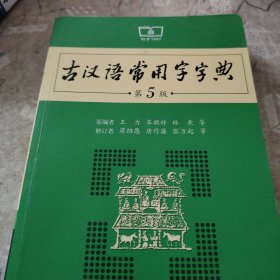 古汉语常用字字典
第5版
原编者 王力 岑麒祥 林焘 等
修订者 蒋绍愚 唐作藩 张万起 等